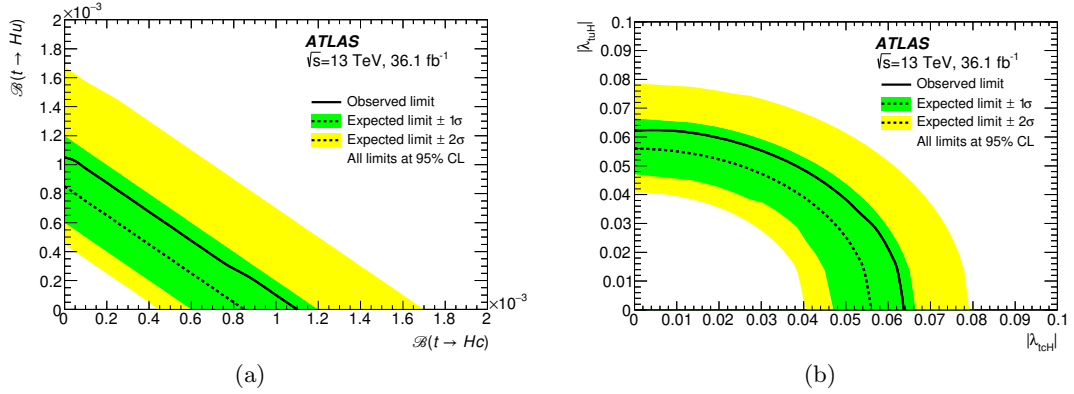 ×10⁻³
ℬ(t → Hu)
2
1.8
1.6
1.4
1.2
1
0.8
0.6
0.4
0.2
0
ATLAS
√s=13 TeV, 36.1 fb⁻¹
Observed limit
Expected limit ± 1σ
Expected limit ± 2σ
All limits at 95% CL
0 0.2 0.4 0.6 0.8 1 1.2 1.4 1.6 1.8 2
×10⁻³
ℬ(t → Hc)
(a)
|λtuH|
0.1
0.09
0.08
0.07
0.06
0.05
0.04
0.03
0.02
0.01
0
ATLAS
√s=13 TeV, 36.1 fb⁻¹
Observed limit
Expected limit ± 1σ
Expected limit ± 2σ
All limits at 95% CL
0 0.01 0.02 0.03 0.04 0.05 0.06 0.07 0.08 0.09 0.1
|λtcH|
(b)